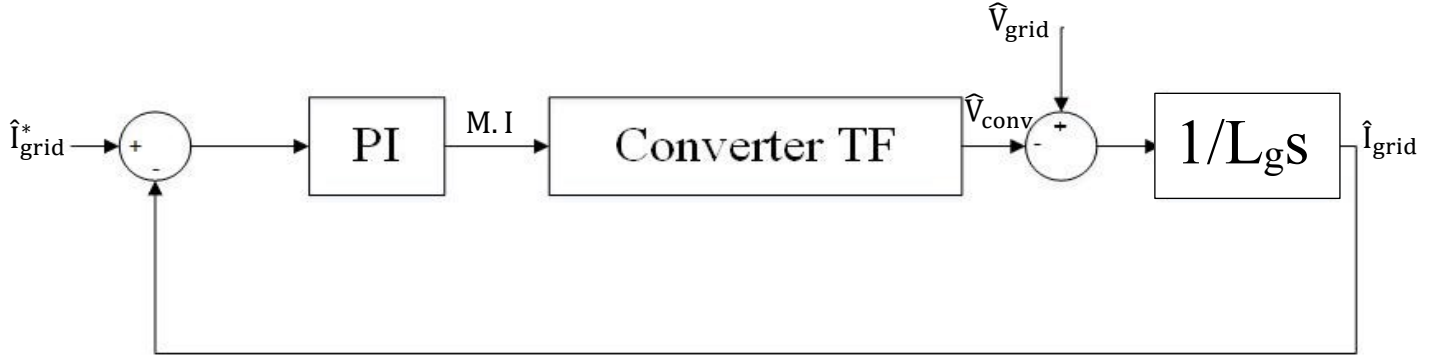 V̂grid
Î*grid
+
-
PI
M. I
Converter TF
V̂conv
+
-
1/Lgs
Îgrid